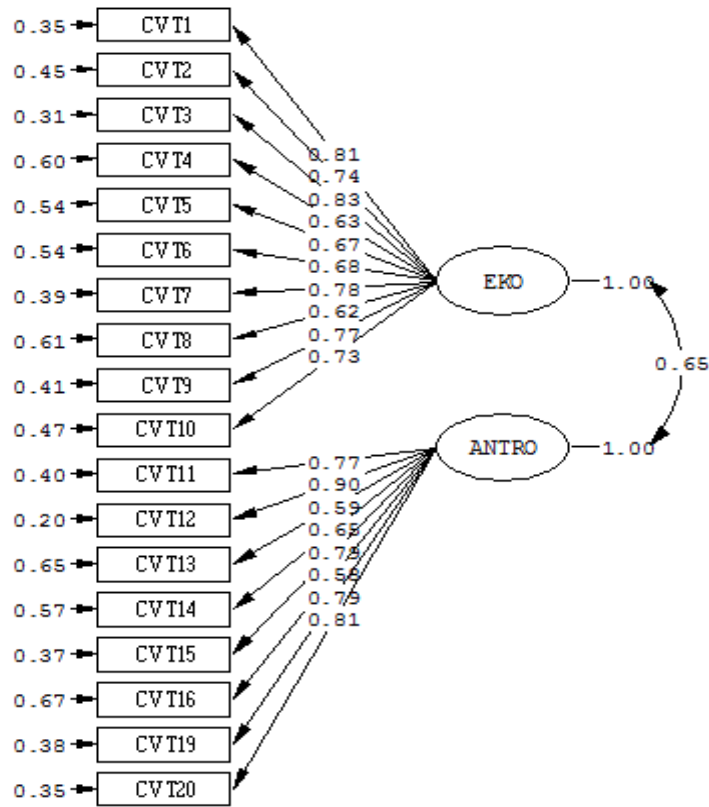 0.35 CVT1
0.45 CVT2
0.31 CVT3
0.60 CVT4
0.54 CVT5
0.54 CVT6
0.39 CVT7
0.61 CVT8
0.41 CVT9
0.47 CVT10
0.40 CVT11
0.20 CVT12
0.65 CVT13
0.57 CVT14
0.37 CVT15
0.67 CVT16
0.38 CVT19
0.35 CVT20
0.81
0.74
0.83
0.63
0.67
0.68
0.78
0.62
0.77
0.73
0.77
0.90
0.59
0.65
0.79
0.58
0.79
0.81
EKO 1.00
0.65
ANTRO 1.00